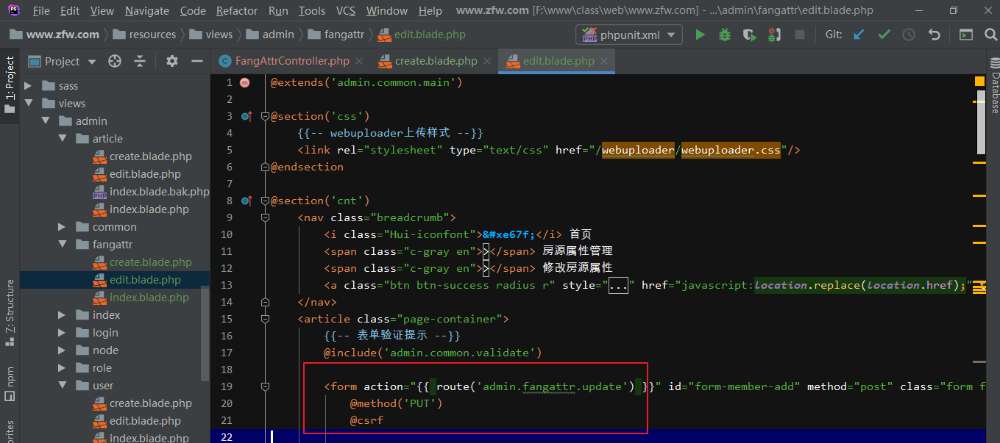 File Edit View Navigate Code Refactor Run Tools VCS Window Help www.zfw.com [F:\www\class\web\www.zfw.com] - ...\admin\fangattr\edit.blade.php
www.zfw.com resources views admin fangattr edit.blade.php phpunit.xml Git:
Project FangAttrController.php create.blade.php edit.blade.php
1: Project
Z: Structure
npm
Database
sass
views
admin
article
create.blade.php
edit.blade.php
index.blade.bak.php
index.blade.php
common
fangattr
create.blade.php
edit.blade.php
index.blade.php
index
login
node
role
user
create.blade.php
edit.blade.php
index.blade.php
1 @extends('admin.common.main')
2
3 @section('css')
4 {{-- webuploader上传样式 --}}
5 <link rel="stylesheet" type="text/css" href="/webuploader/webuploader.css"/>
6 @endsection
7
8 @section('cnt')
9 <nav class="breadcrumb">
10 <i class="Hui-iconfont">&#xe67f;</i> 首页
11 <span class="c-gray en">></span> 房源属性管理
12 <span class="c-gray en">></span> 修改房源属性
13 <a class="btn btn-success radius r" style="..." href="javascript:location.replace(location.href);"
14 </nav>
15 <article class="page-container">
16 {{-- 表单验证提示 --}}
17 @include('admin.common.validate')
18
19 <form action="{{ route('admin.fangattr.update') }}" id="form-member-add" method="post" class="form f
20 @method('PUT')
21 @csrf
22